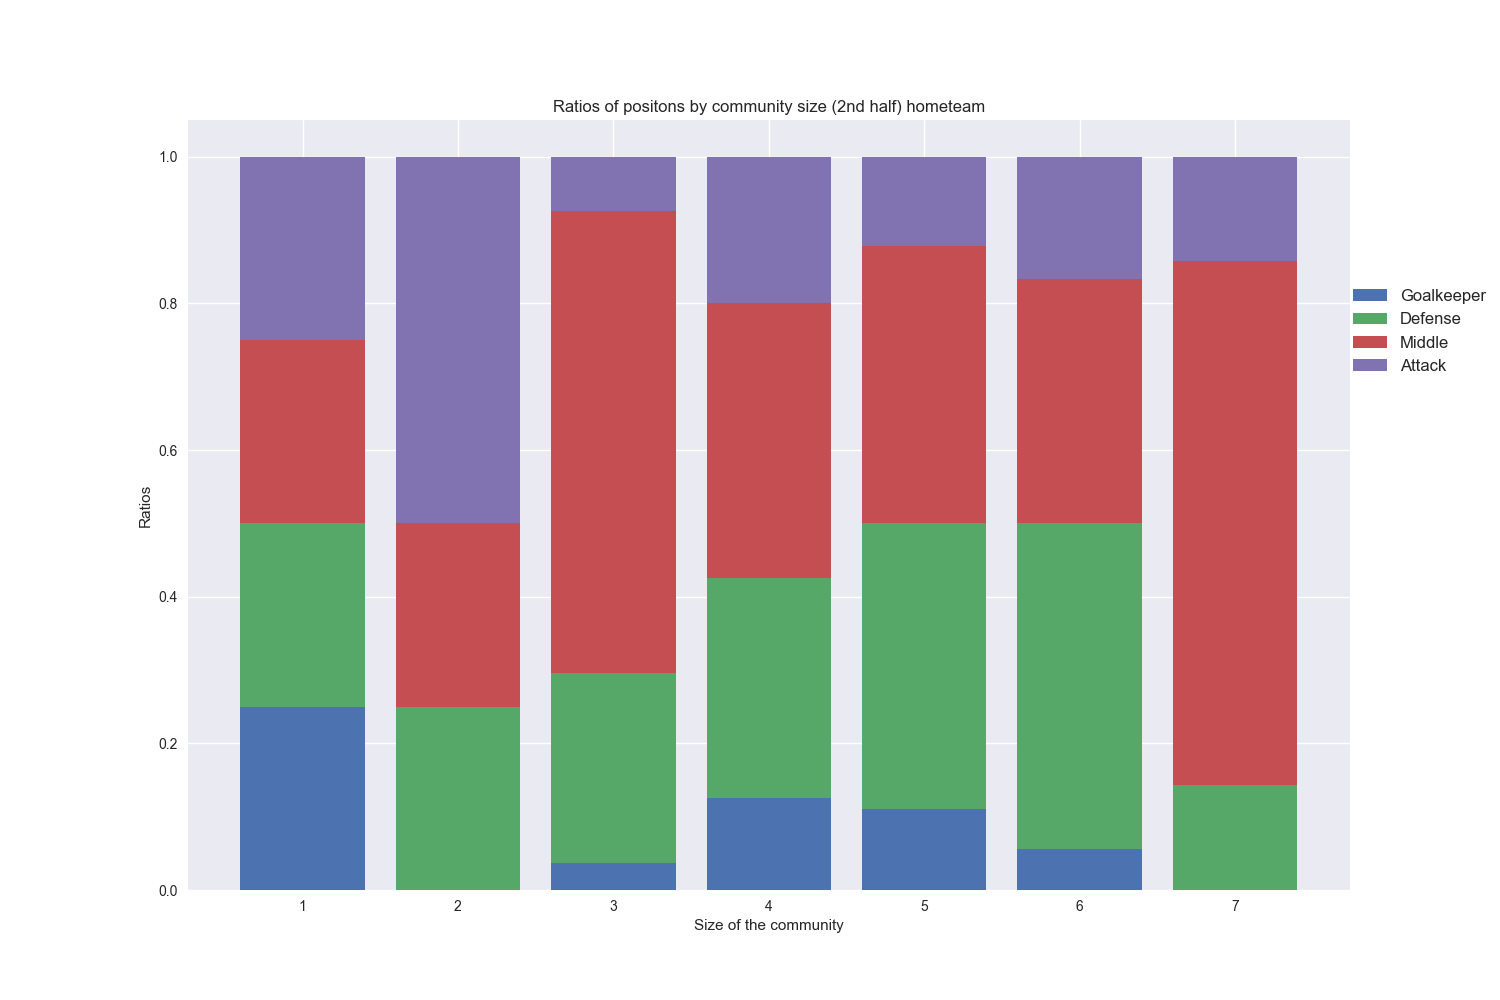 Ratios of positons by community size (2nd half) hometeam
1.0
0.8
0.6
0.4
0.2
0.0
Ratios
1 2 3 4 5 6 7
Size of the community
Goalkeeper
Defense
Middle
Attack